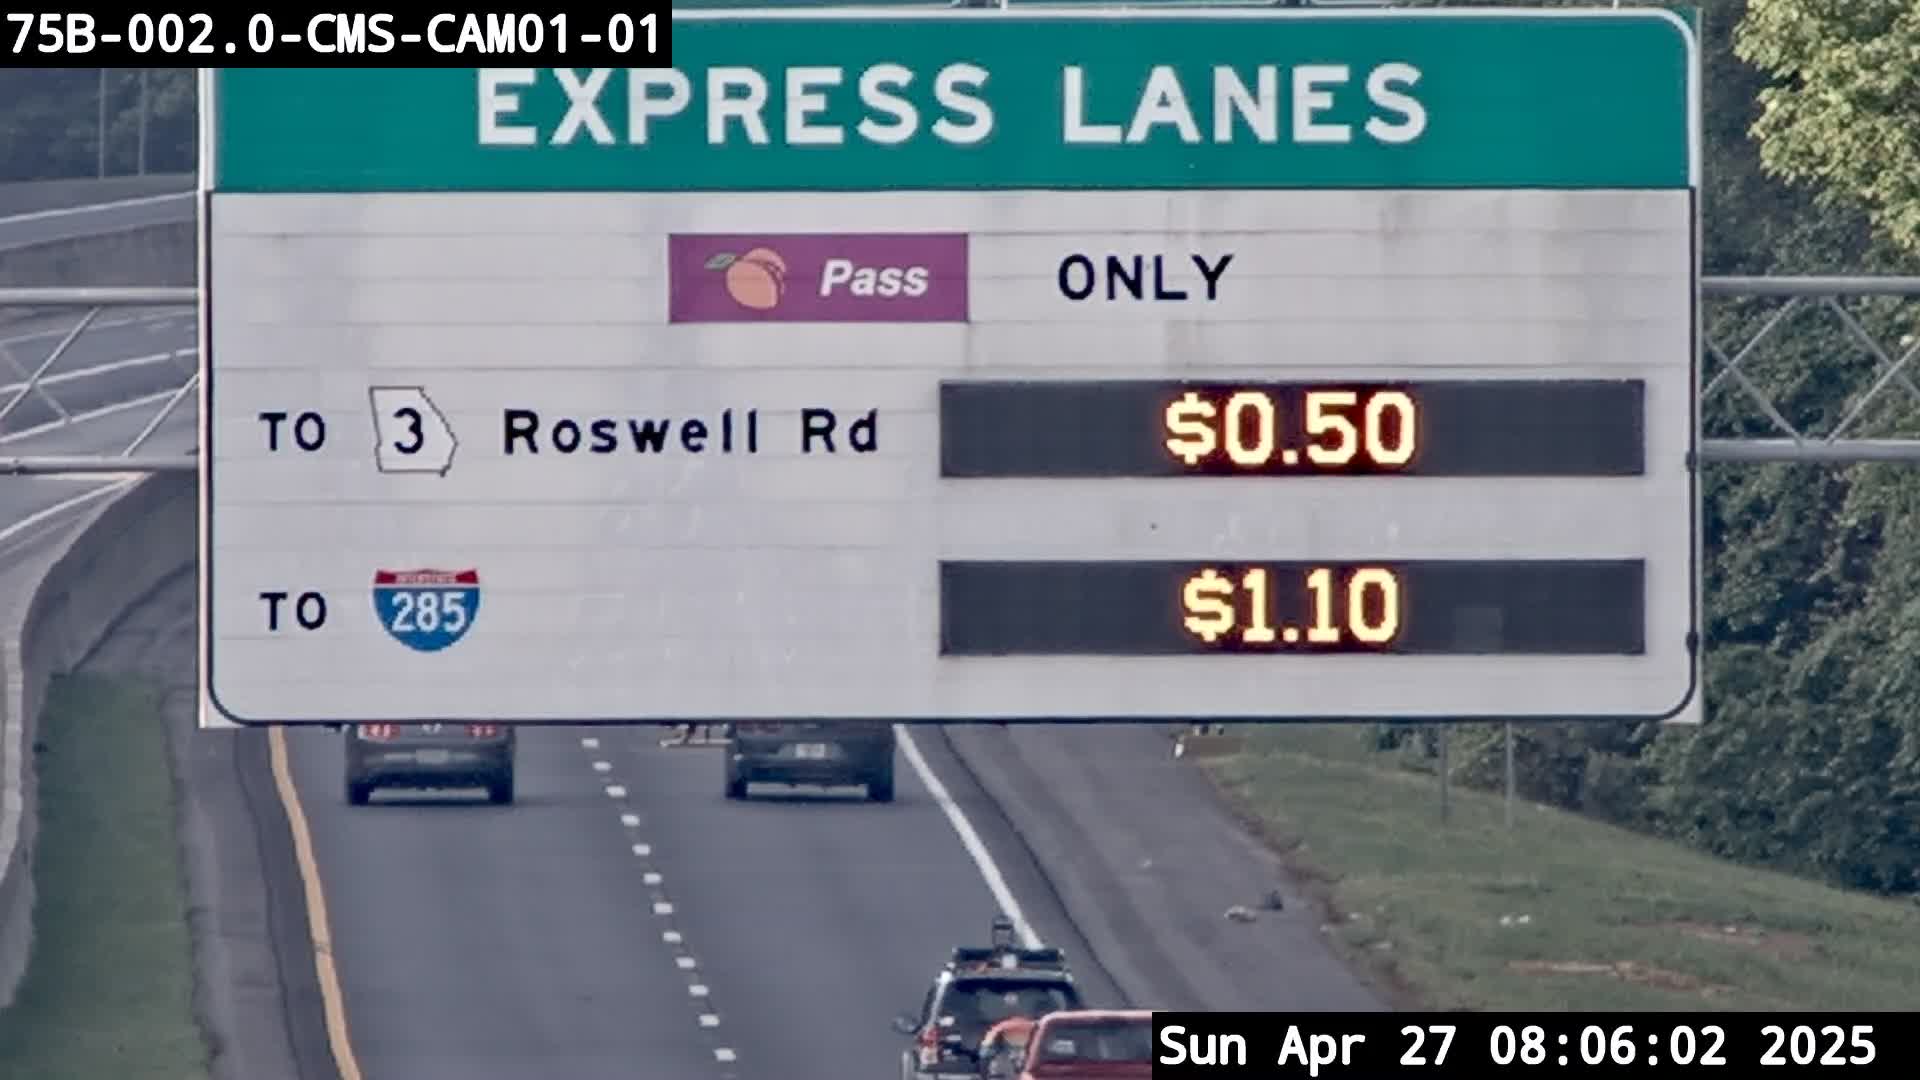 75B-002.0-CMS-CAM01-01
EXPRESS LANES
Pass ONLY
TO 3 Roswell Rd $0.50
TO INTERSTATE 285 $1.10
Sun Apr 27 08:06:02 2025